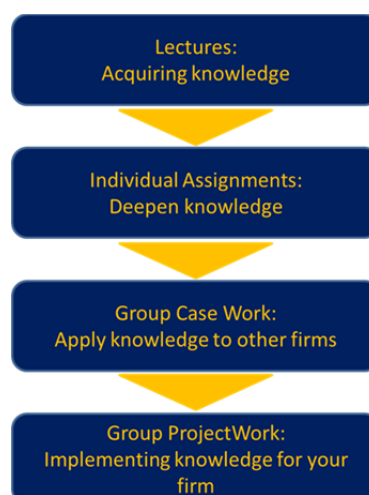 Lectures:
Acquiring knowledge
Individual Assignments:
Deepen knowledge
Group Case Work:
Apply knowledge to other firms
Group ProjectWork:
Implementing knowledge for your
firm